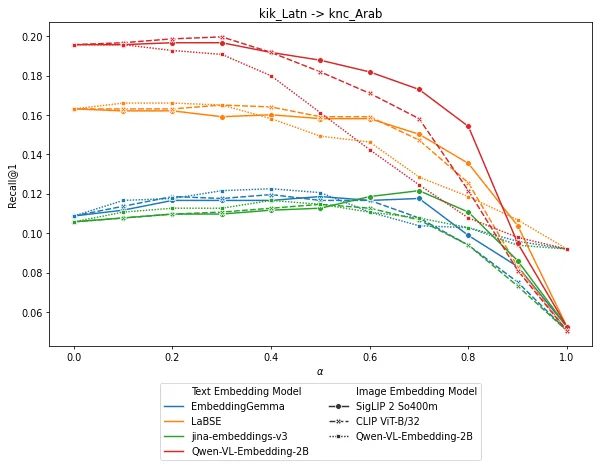 kik_Latn -> knc_Arab
Recall@1
0.20
0.18
0.16
0.14
0.12
0.10
0.08
0.06
0.0 0.2 0.4 0.6 0.8 1.0
α
Text Embedding Model Image Embedding Model
EmbeddingGemma SigLIP 2 So400m
LaBSE CLIP ViT-B/32
jina-embeddings-v3 Qwen-VL-Embedding-2B
Qwen-VL-Embedding-2B